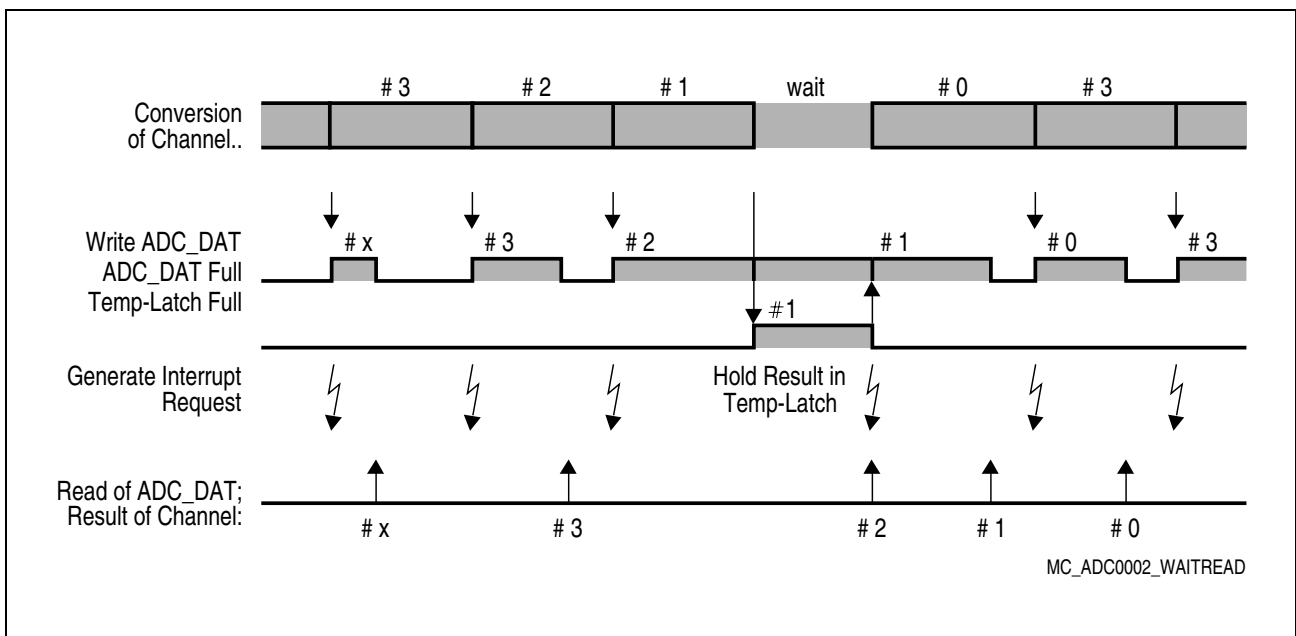 # 3 # 2 # 1 wait # 0 # 3
Conversion
of Channel..
Write ADC_DAT
# x # 3 # 2 # 1 # 0 # 3
ADC_DAT Full
Temp-Latch Full
#1
Generate Interrupt
Request
Hold Result in
Temp-Latch
Read of ADC_DAT;
Result of Channel:
# x # 3 # 2 # 1 # 0
MC_ADC0002_WAITREAD